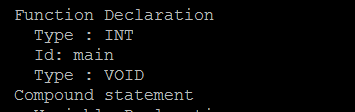 Function Declaration
Type : INT
Id: main
Type : VOID
Compound statement